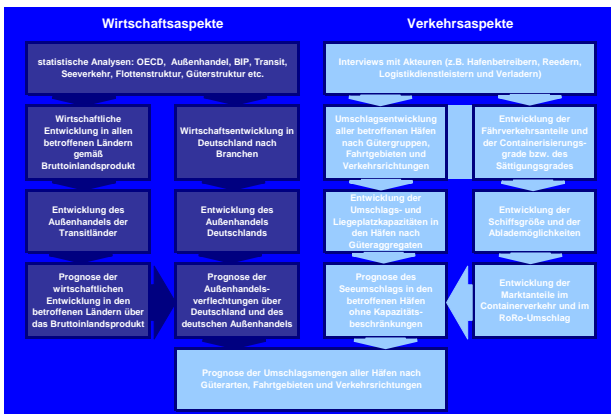 Wirtschaftsaspekte
Verkehrsaspekte
statistische Analysen: OECD, Außenhandel, BIP, Transit,
Seeverkehr, Flottenstruktur, Güterstruktur etc.
Interviews mit Akteuren (z.B. Hafenbetreibern, Reedern,
Logistikdienstleistern und Verladern)
Wirtschaftliche
Entwicklung in allen
betroffenen Ländern
gemäß
Bruttoinlandsprodukt
Wirtschaftsentwicklung in
Deutschland nach
Branchen
Umschlagsentwicklung
aller betroffenen Häfen
nach Gütergruppen,
Fahrtgebieten und
Verkehrsrichtungen
Entwicklung der
Fährverkehrsanteile und
der Containerisierungs-
grade bzw. des
Sättigungsgrades
Entwicklung des
Außenhandels der
Transitländer
Entwicklung des
Außenhandels
Deutschlands
Entwicklung der
Umschlags- und
Liegeplatzkapazitäten in
den Häfen nach
Güteraggregaten
Entwicklung der
Schiffsgröße und der
Ablademöglichkeiten
Prognose der
wirtschaftlichen
Entwicklung in den
betroffenen Ländern über
das Bruttoinlandsprodukt
Prognose der
Außenhandels-
verflechtungen über
Deutschland und des
deutschen Außenhandels
Prognose des
Seeumschlags in den
betroffenen Häfen
ohne Kapazitäts-
beschränkungen
Entwicklung der
Marktanteile im
Containerverkehr und im
RoRo-Umschlag
Prognose der Umschlagsmengen aller Häfen nach
Güterarten, Fahrtgebieten und Verkehrsrichtungen